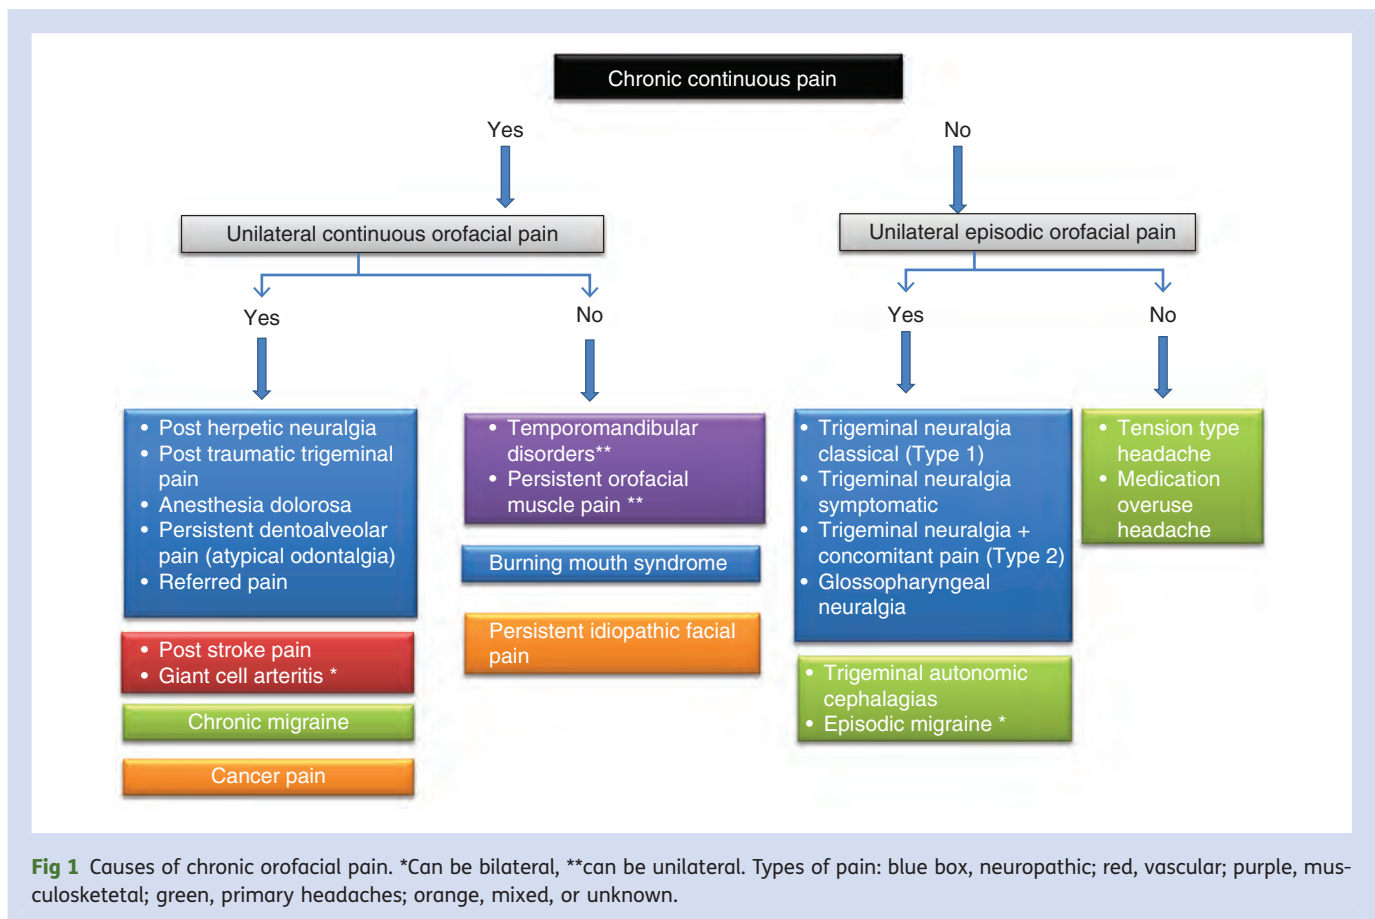 Chronic continuous pain
Yes
No
Unilateral continuous orofacial pain
Unilateral episodic orofacial pain
Yes
No
Yes
No
• Post herpetic neuralgia
• Post traumatic trigeminal
pain
• Anesthesia dolorosa
• Persistent dentoalveolar
pain (atypical odontalgia)
• Referred pain
• Post stroke pain
• Giant cell arteritis *
Chronic migraine
Cancer pain
• Temporomandibular
disorders**
• Persistent orofacial
muscle pain **
Burning mouth syndrome
Persistent idiopathic facial
pain
• Trigeminal neuralgia
classical (Type 1)
• Trigeminal neuralgia
symptomatic
• Trigeminal neuralgia +
concomitant pain (Type 2)
• Glossopharyngeal
neuralgia
• Trigeminal autonomic
cephalagias
• Episodic migraine *
• Tension type
headache
• Medication
overuse
headache
Fig 1 Causes of chronic orofacial pain. *Can be bilateral, **can be unilateral. Types of pain: blue box, neuropathic; red, vascular; purple, mus-
culosketetal; green, primary headaches; orange, mixed, or unknown.